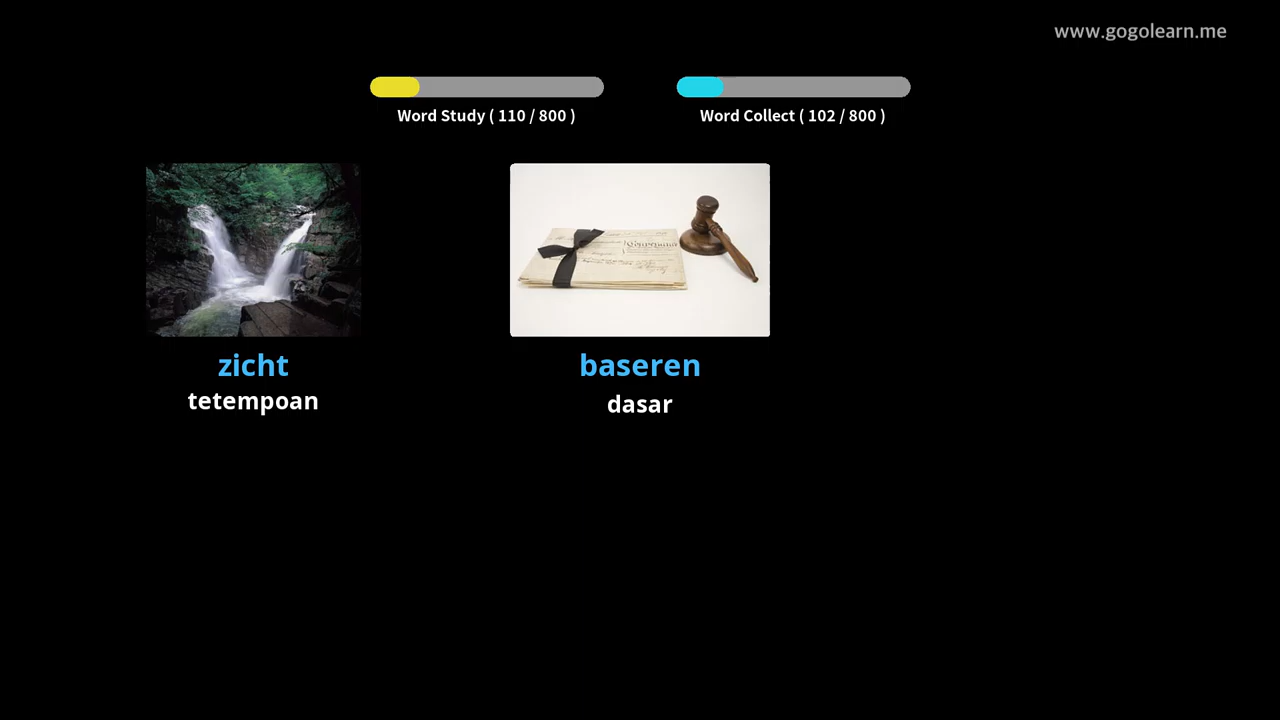 www.gogolearn.me
Word Study ( 110 / 800 )
Word Collect ( 102 / 800 )
zicht
tetempoan
baseren
dasar